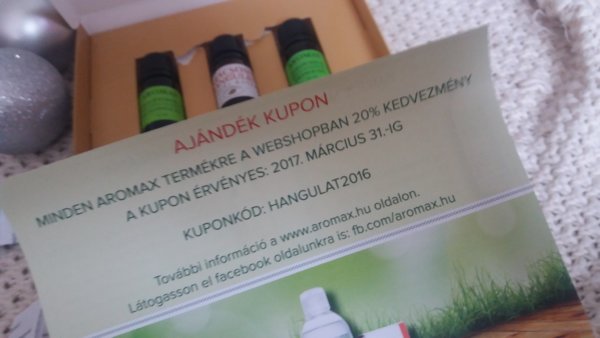 AJÁNDÉK KUPON
MINDEN AROMAX TERMÉKRE A WEBSHOPBAN 20% KEDVEZMÉNY
A KUPON ÉRVÉNYES: 2017. MÁRCIUS 31.-IG
KUPONKÓD: HANGULAT2016
További információ a www.aromax.hu oldalon.
Látogasson el facebook oldalunkra is: fb.com/aromax.hu